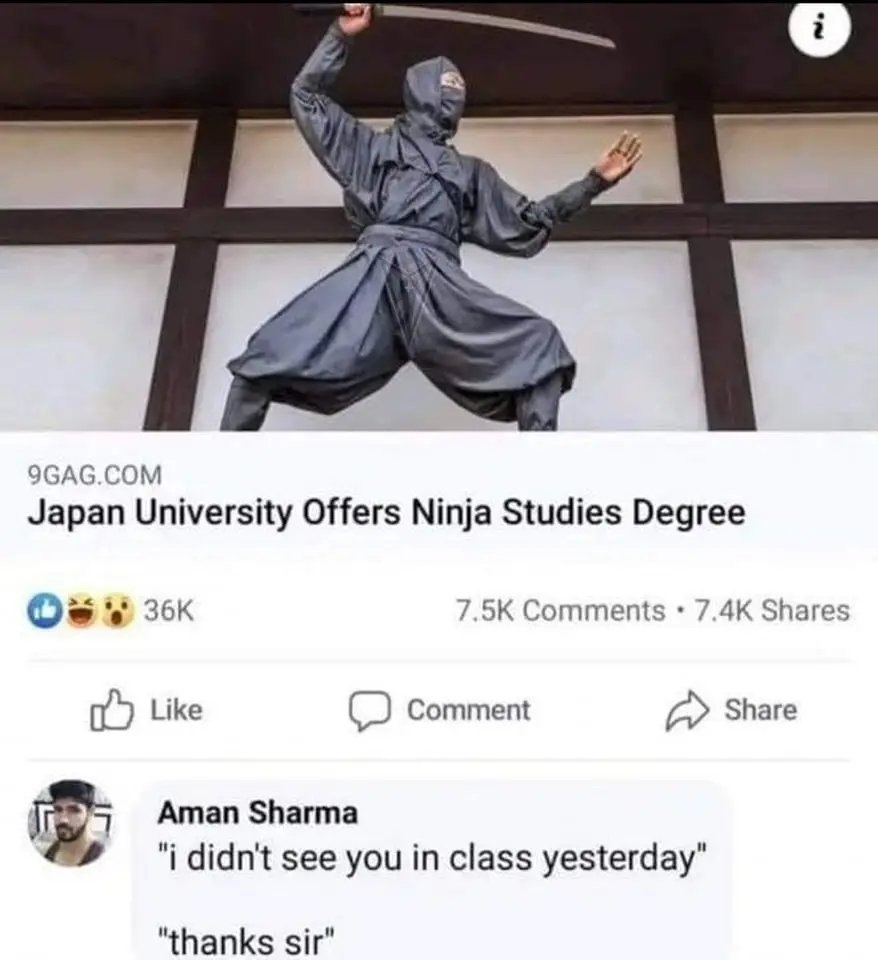 i
9GAG.COM
Japan University Offers Ninja Studies Degree
36K
7.5K Comments • 7.4K Shares
Like
Comment
Share
Aman Sharma
"i didn't see you in class yesterday"
"thanks sir"